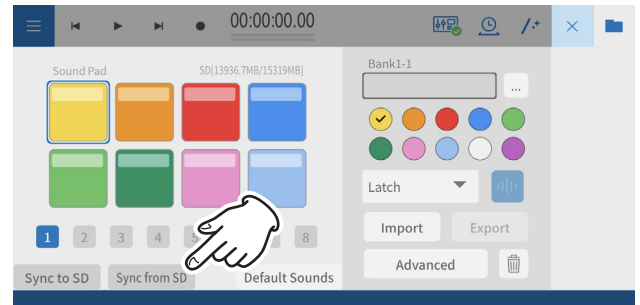 00:00:00.00
Sound Pad SD[13936.7MB/15319MB]
Bank1-1
...
Latch
1 2 3 4 5 8
Import Export
Sync to SD Sync from SD Default Sounds
Advanced